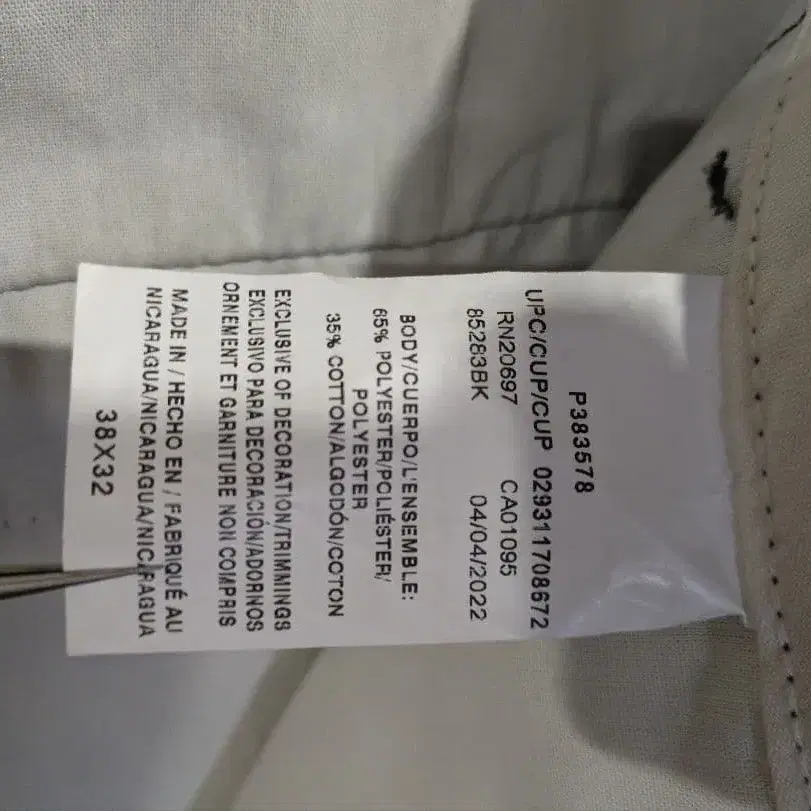 P383578
UPC/CUP/CUP 029311708672
RN20697 CA01095
85283BK 04/04/2022
BODY/CUERPO/L'ENSEMBLE:
65% POLYESTER/POLIÉSTER/
POLYESTER
35% COTTON/ALGODÓN/COTON
EXCLUSIVE OF DECORATION/TRIMMINGS
EXCLUSIVO PARA DECORACIÓN/ADORNOS
ORNEMENT ET GARNITURE NON COMPRIS
MADE IN / HECHO EN / FABRIQUÉ AU
NICARAGUA/NICARAGUA/NICARAGUA
38X32